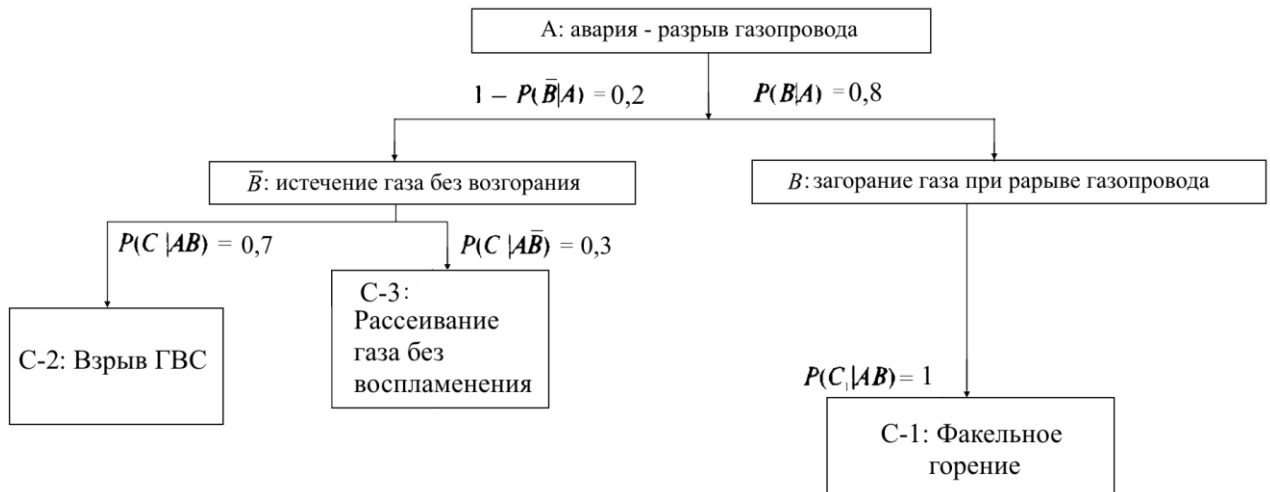 А: авария - разрыв газопровода
1 – P(B̅|A) = 0,2
P(B|A) = 0,8
B̅: истечение газа без возгорания
B: загорание газа при рарыве газопровода
P(C |AB) = 0,7
P(C |AB̅) = 0,3
С-2: Взрыв ГВС
С-3:
Рассеивание
газа без
воспламенения
P(C₁|AB) = 1
С-1: Факельное
горение